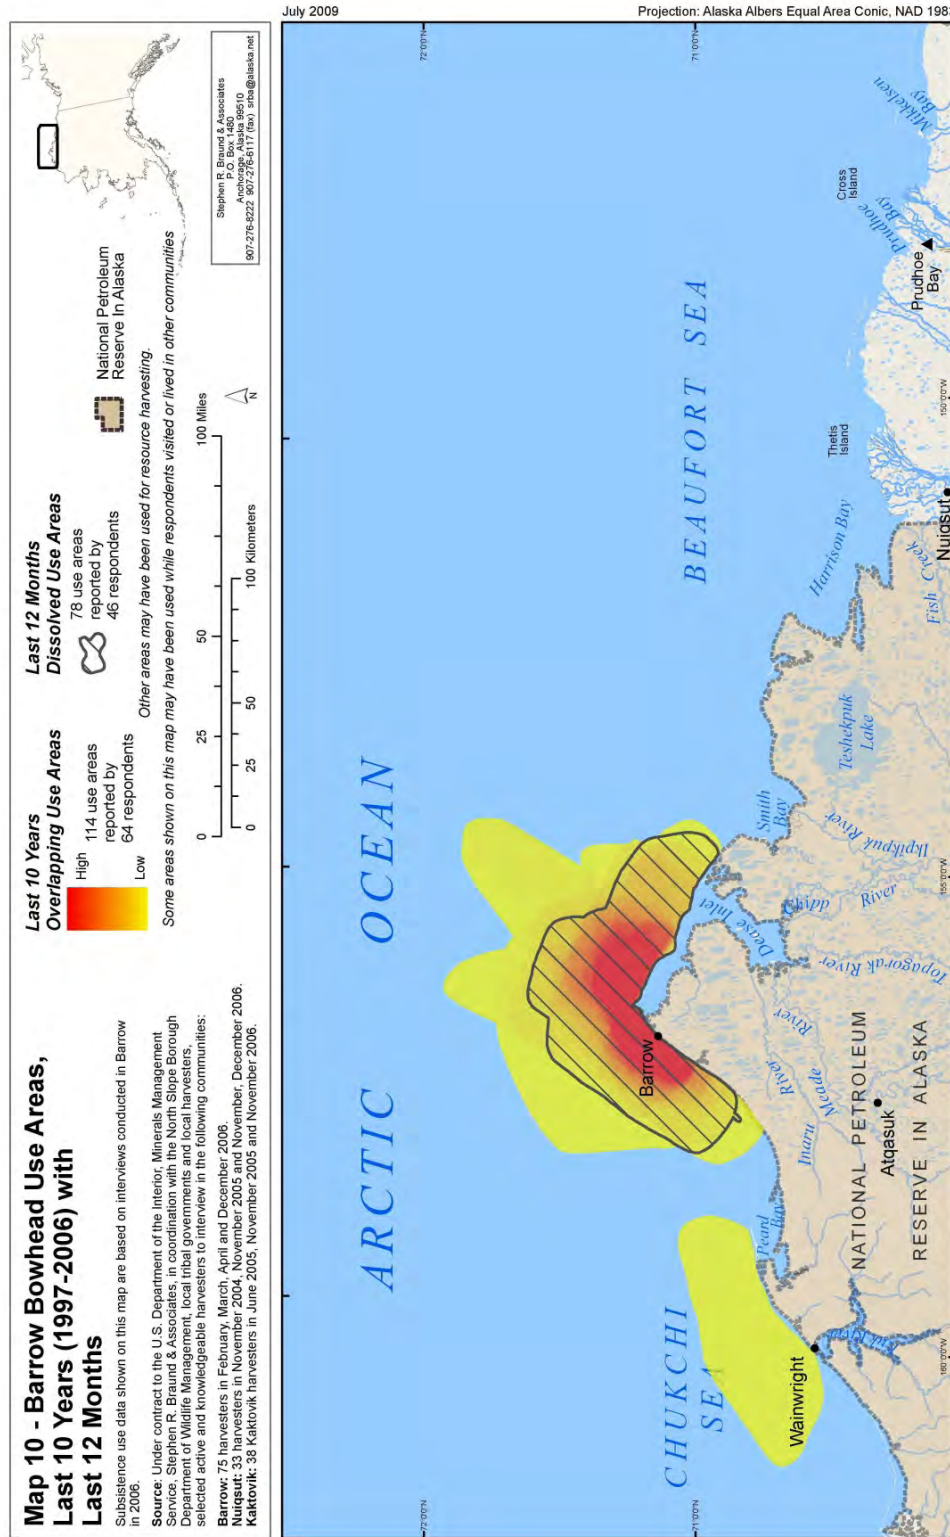 July 2009
Projection: Alaska Albers Equal Area Conic, NAD 1983
Map 10 - Barrow Bowhead Use Areas,
Last 10 Years (1997-2006) with
Last 12 Months
Subsistence use data shown on this map are based on interviews conducted in Barrow
in 2006.
Source: Under contract to the U.S. Department of the Interior, Minerals Management
Service, Stephen R. Braund & Associates, in coordination with the North Slope Borough
Department of Wildlife Management, local tribal governments and local harvesters,
selected active and knowledgeable harvesters to interview in the following communities:
Barrow: 75 harvesters in February, March, April and December 2006.
Nuiqsut: 33 harvesters in November 2004, November 2005 and November, December 2006.
Kaktovik: 38 Kaktovik harvesters in June 2005, November 2005 and November 2006.
Last 10 Years
Overlapping Use Areas
High
114 use areas
reported by
64 respondents
Low
Last 12 Months
Dissolved Use Areas
78 use areas
reported by
46 respondents
National Petroleum
Reserve In Alaska
Other areas may have been used for resource harvesting.
Some areas shown on this map may have been used while respondents visited or lived in other communities
0 25 50 100 Miles
0 25 50 100 Kilometers
N
Stephen R. Braund & Associates
P.O. Box 1480
Anchorage, Alaska 99510
907-276-8222 907-276-6117 (fax) srba@alaska.net
72°0'0"N
72°0'0"N
71°0'0"N
71°0'0"N
ARCTIC OCEAN
CHUKCHI
SEA
BEAUFORT SEA
Wainwright
Peard
Bay
Barrow
Dease Inlet
Smith
Bay
Harrison Bay
Thetis
Island
Cross
Island
Prudhoe
Bay
Mikkelsen
Bay
Prudhoe
Bay
Inaru
River
Meade
River
Topagorak River
Chipp
River
Ikpikpuk River
Teshekpuk
Lake
Fish Creek
Nuiqsut
Atqasuk
NATIONAL PETROLEUM
RESERVE IN ALASKA
160°0'0"W
155°0'0"W
150°0'0"W